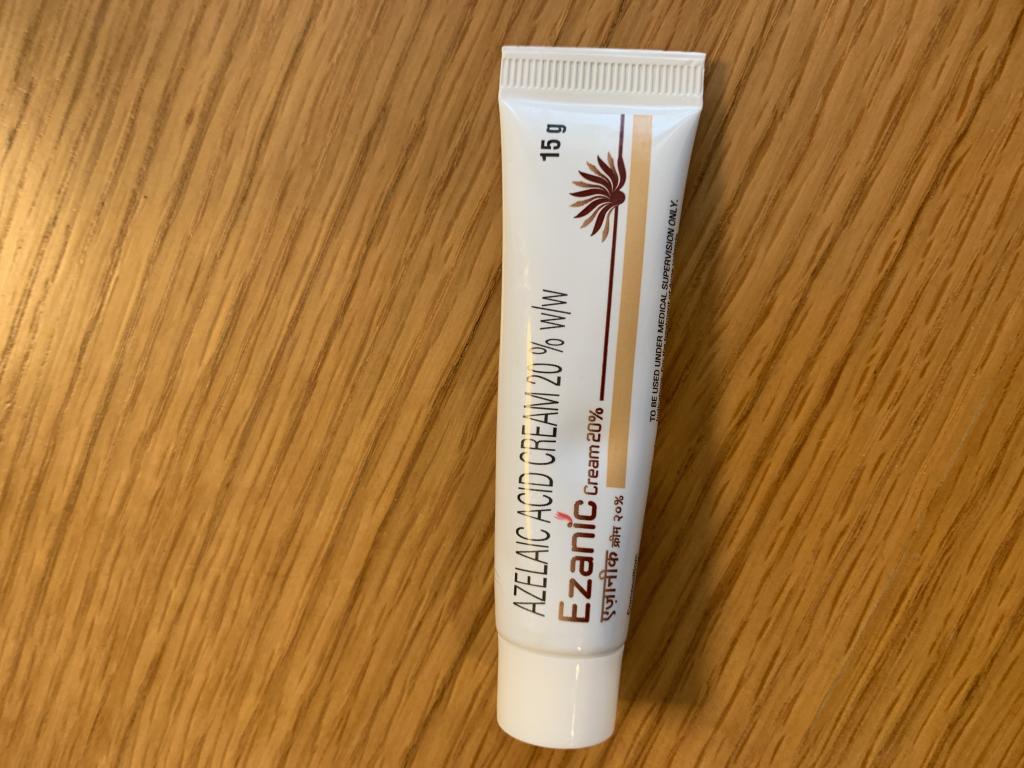 15 g
AZELAIC ACID CREAM 20 % w/w
Ezanic Cream 20%
एज़ानीक क्रीम २०%
TO BE USED UNDER MEDICAL SUPERVISION ONLY.